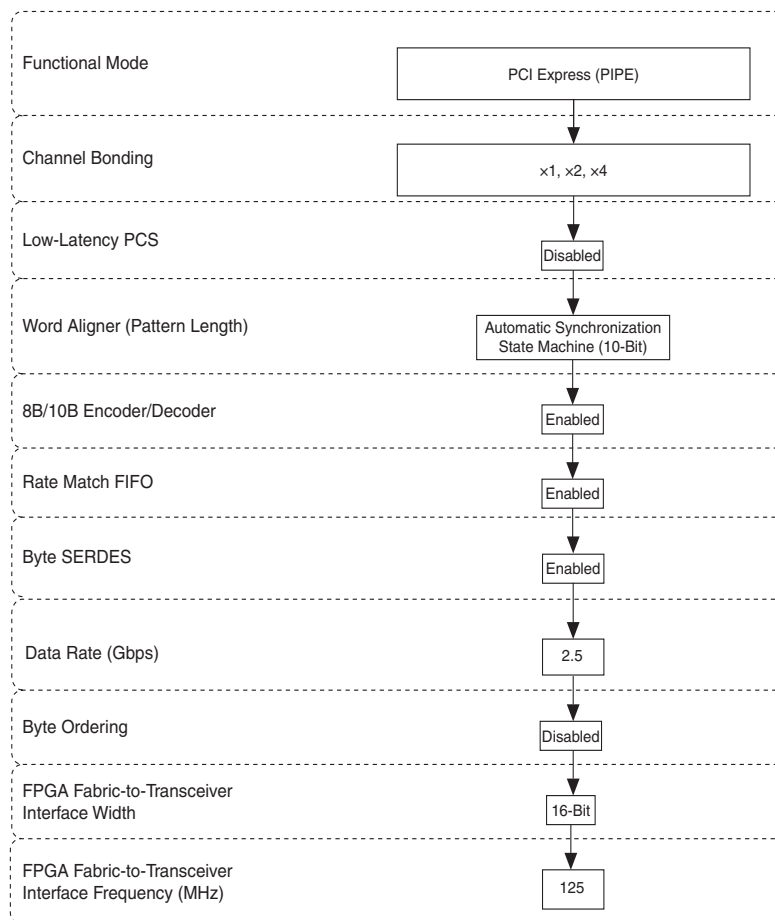 Functional Mode
PCI Express (PIPE)
Channel Bonding
×1, ×2, ×4
Low-Latency PCS
Disabled
Word Aligner (Pattern Length)
Automatic Synchronization
State Machine (10-Bit)
8B/10B Encoder/Decoder
Enabled
Rate Match FIFO
Enabled
Byte SERDES
Enabled
Data Rate (Gbps)
2.5
Byte Ordering
Disabled
FPGA Fabric-to-Transceiver
Interface Width
16-Bit
FPGA Fabric-to-Transceiver
Interface Frequency (MHz)
125